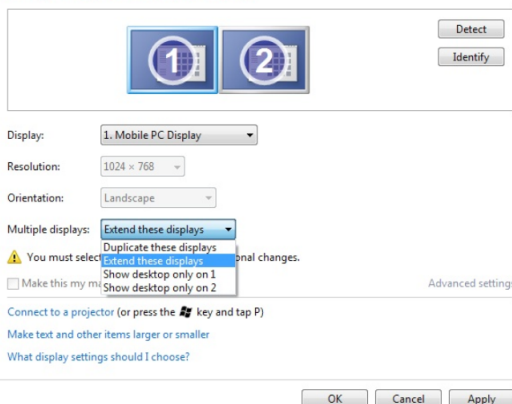 Detect
1 2
Identify
Display: 1. Mobile PC Display
Resolution: 1024 × 768
Orientation: Landscape
Multiple displays: Extend these displays
Duplicate these displays
You must selec onal changes.
Extend these displays
Show desktop only on 1
Make this my ma Advanced settings
Show desktop only on 2
Connect to a projector (or press the key and tap P)
Make text and other items larger or smaller
What display settings should I choose?
OK Cancel Apply